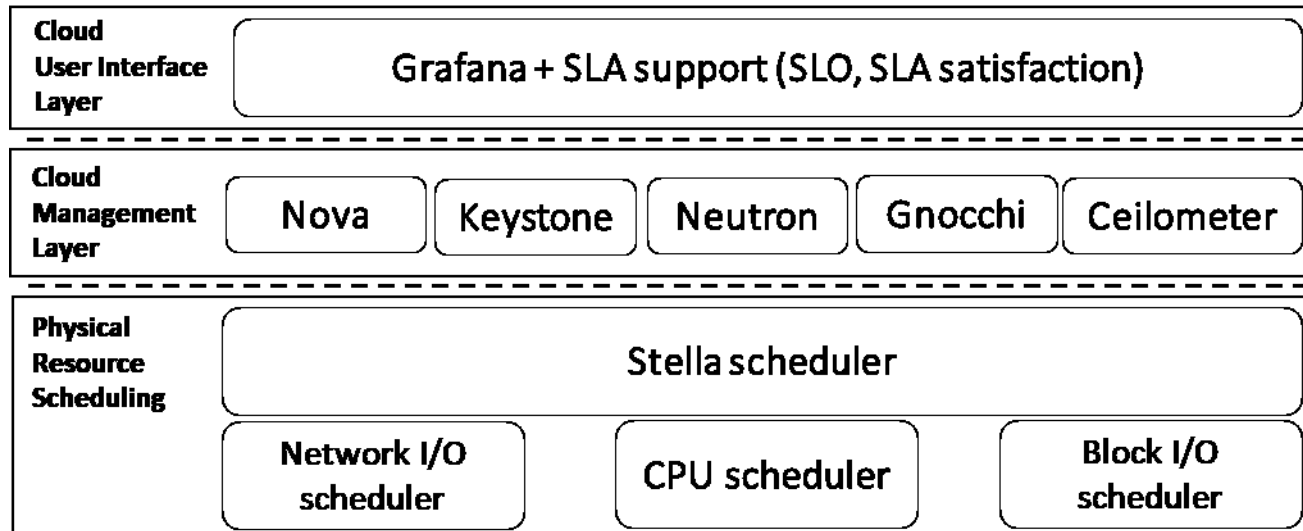 Cloud
User Interface
Layer
Grafana + SLA support (SLO, SLA satisfaction)
Cloud
Management
Layer
Nova
Keystone
Neutron
Gnocchi
Ceilometer
Physical
Resource
Scheduling
Stella scheduler
Network I/O
scheduler
CPU scheduler
Block I/O
scheduler